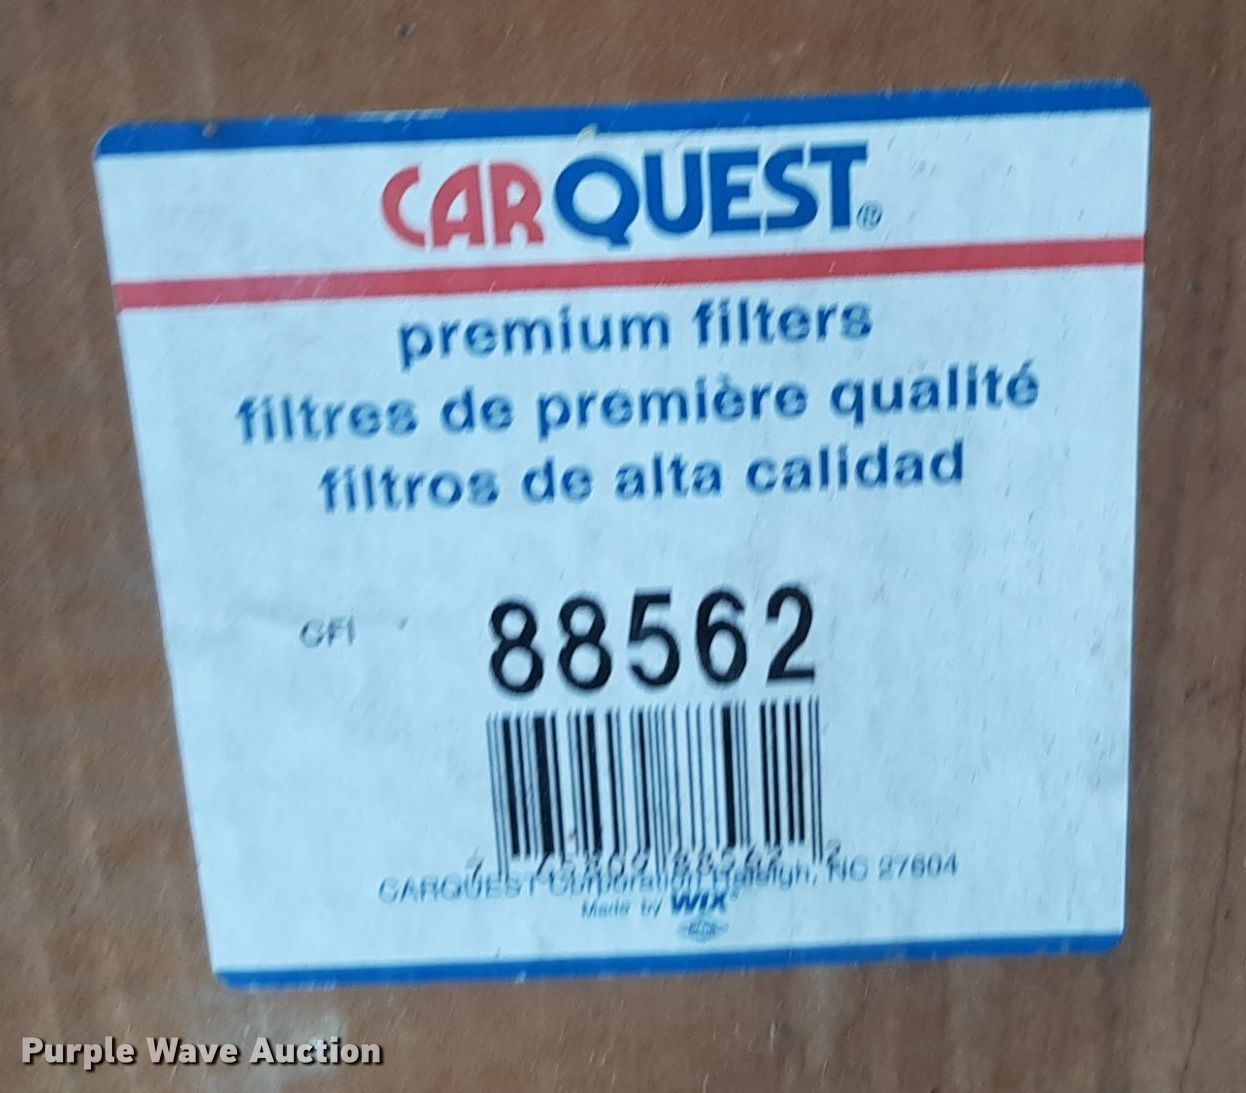 CARQUEST®
premium filters
filtres de première qualité
filtros de alta calidad
GFI
88562
CARQUEST Corporation Raleigh, NC 27604
Made by WIX®
Purple Wave Auction